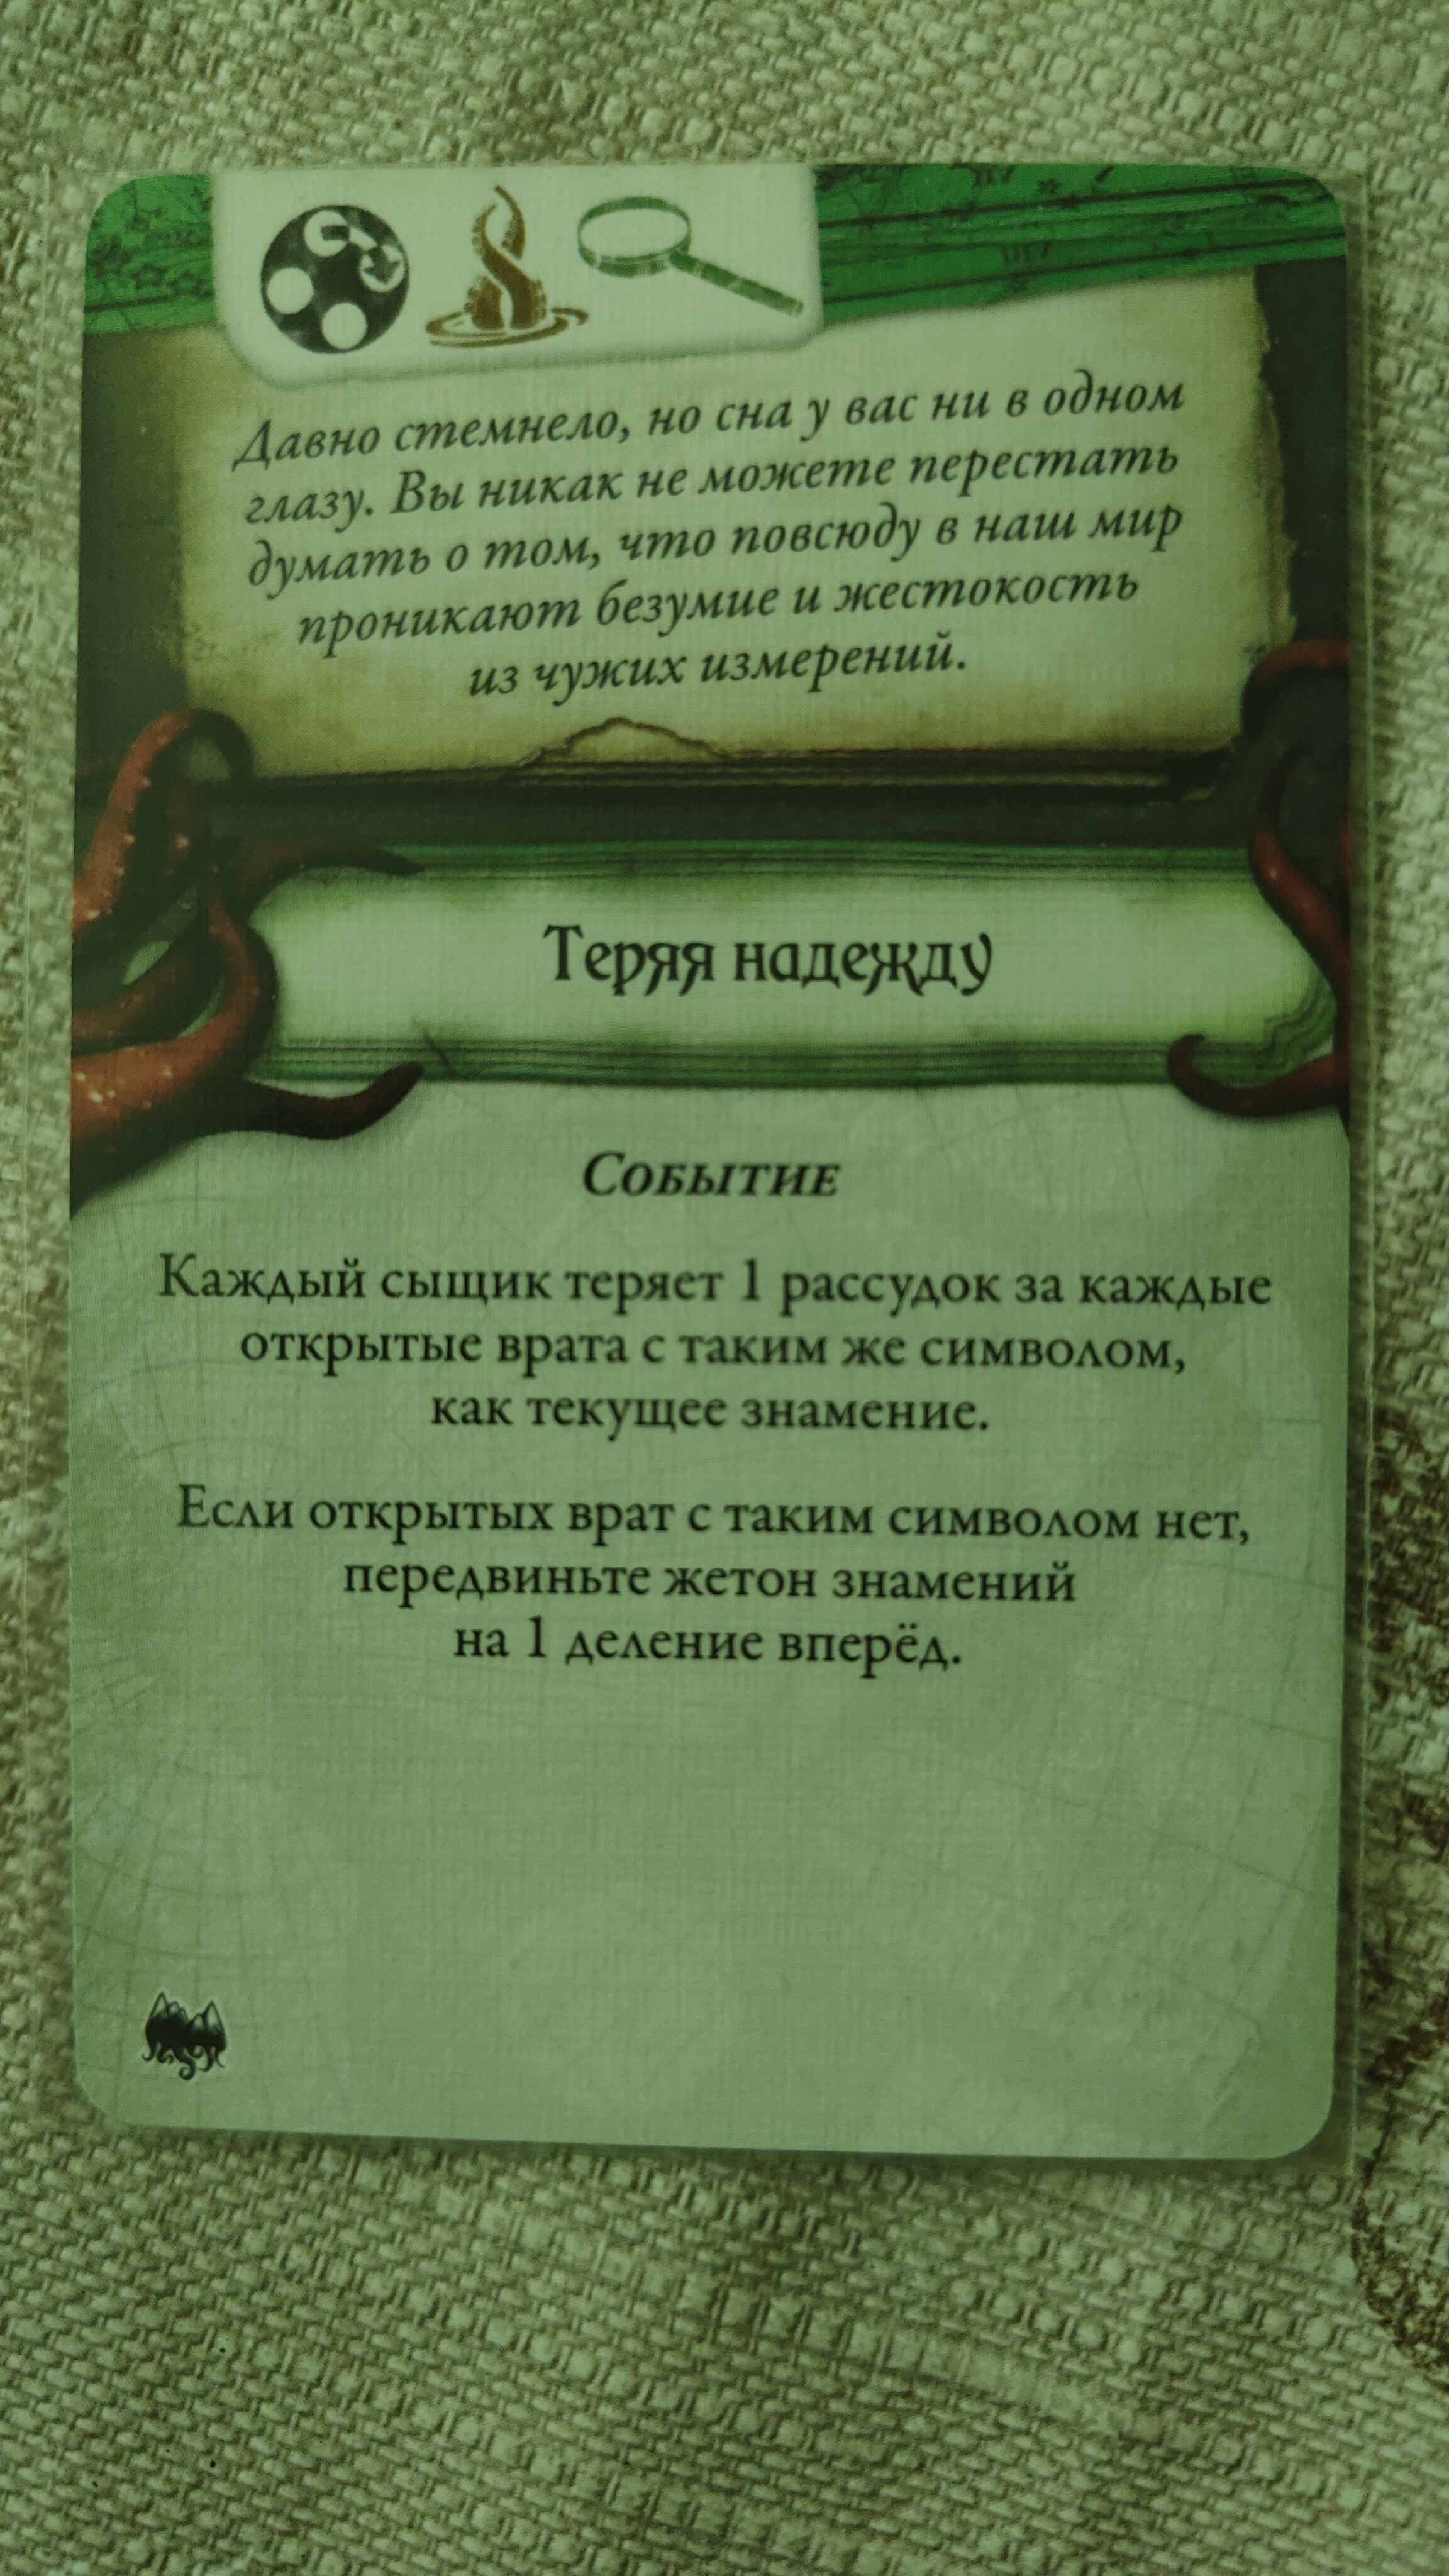 Давно стемнело, но сна у вас ни в одном
глазу. Вы никак не можете перестать
думать о том, что повсюду в наш мир
проникают безумие и жестокость
из чужих измерений.
Теряя надежду
Событие
Каждый сыщик теряет 1 рассудок за каждые
открытые врата с таким же символом,
как текущее знамение.
Если открытых врат с таким символом нет,
передвиньте жетон знамений
на 1 деление вперёд.